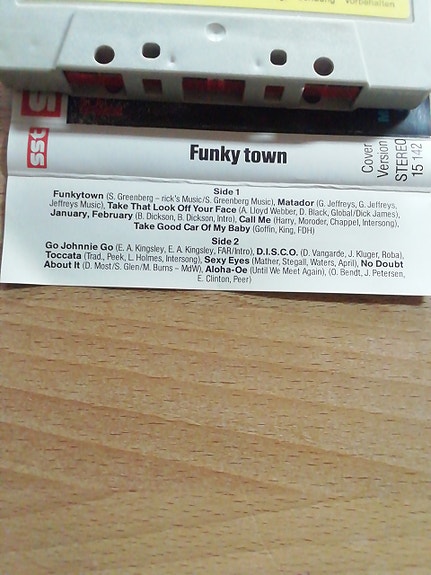 vorbehalten
sst
Funky town
Cover
Version
STEREO
15 142
Side 1
Funkytown (S. Greenberg – rick's Music/S. Greenberg Music), Matador (G. Jeffreys, G. Jeffreys,
Jeffreys Music), Take That Look Off Your Face (A. Lloyd Webber, D. Black, Global/Dick James),
January, February (B. Dickson, B. Dickson, Intro), Call Me (Harry, Moroder, Chappel, Intersong),
Take Good Car Of My Baby (Goffin, King, FDH)
Side 2
Go Johnnie Go (E. A. Kingsley, E. A. Kingsley, FAR/Intro), D.I.S.C.O. (D. Vangarde, J. Kluger, Roba),
Toccata (Trad., Peek, L. Holmes, Intersong), Sexy Eyes (Mather, Stegall, Waters, April), No Doubt
About It (D. Most/S. Glen/M. Burns – MdW), Aloha-Oe (Until We Meet Again), (O. Bendt, J. Petersen,
E. Clinton, Peer)